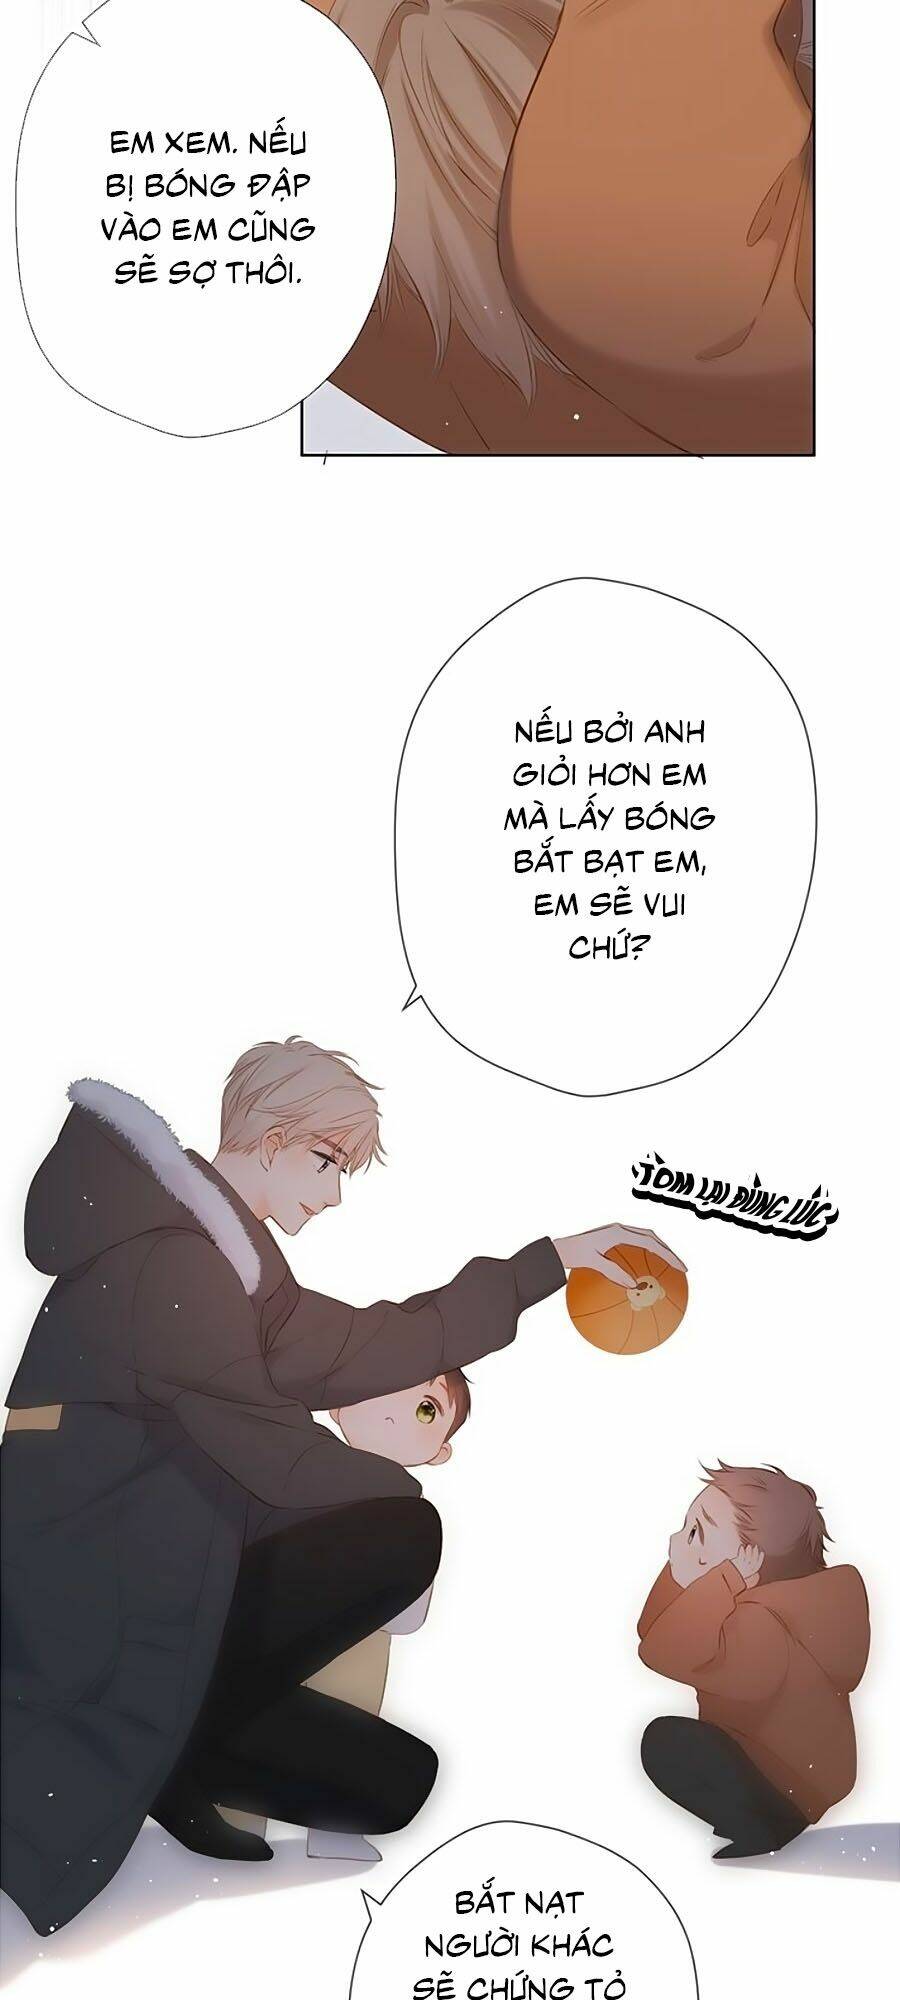 EM XEM. NẾU
BỊ BÓNG ĐẬP
VÀO EM CŨNG
SẼ SỢ THÔI.
NẾU BỞI ANH
GIỎI HƠN EM
MÀ LẤY BÓNG
BẮT BẠT EM,
EM SẼ VUI
CHỨ?
TÓM LẠI ĐÚNG LÚC
BẮT NẠT
NGƯỜI KHÁC
SẼ CHỨNG TỎ